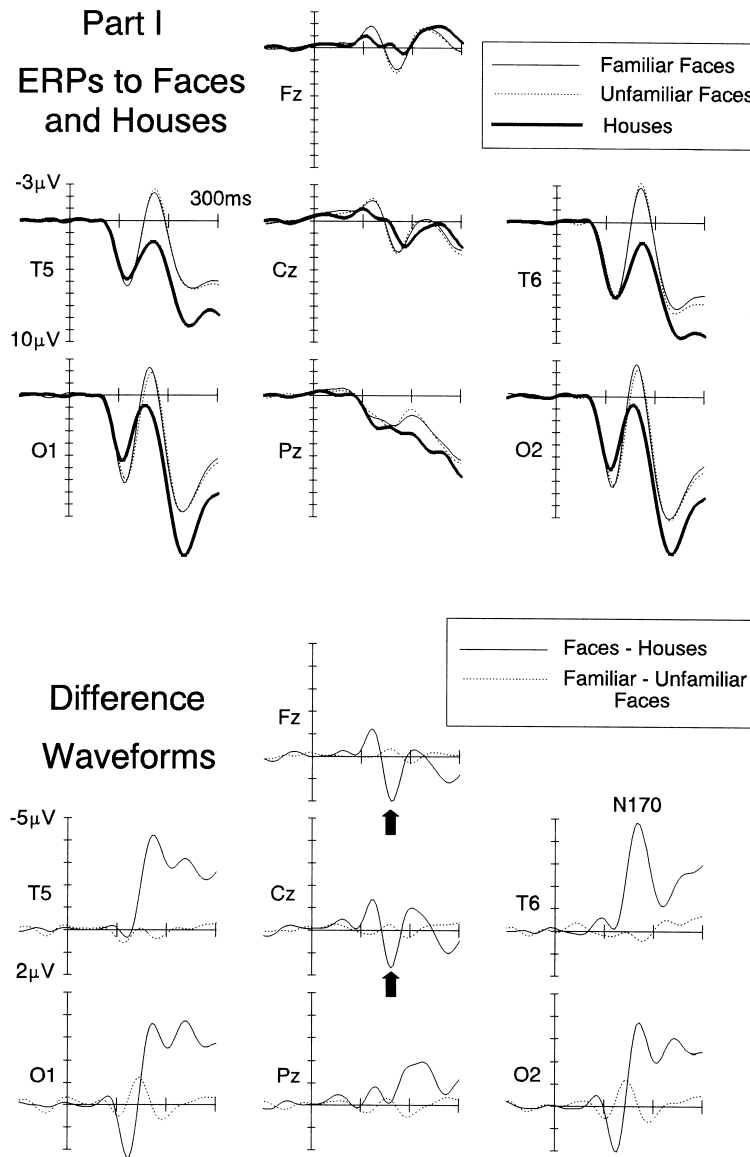 Part I
ERPs to Faces
and Houses
Fz
Familiar Faces
Unfamiliar Faces
Houses
-3μV
300ms
T5
Cz
T6
10μV
O1
Pz
O2
Difference
Waveforms
Faces - Houses
Familiar - Unfamiliar
Faces
Fz
-5μV
N170
T5
Cz
T6
2μV
O1
Pz
O2